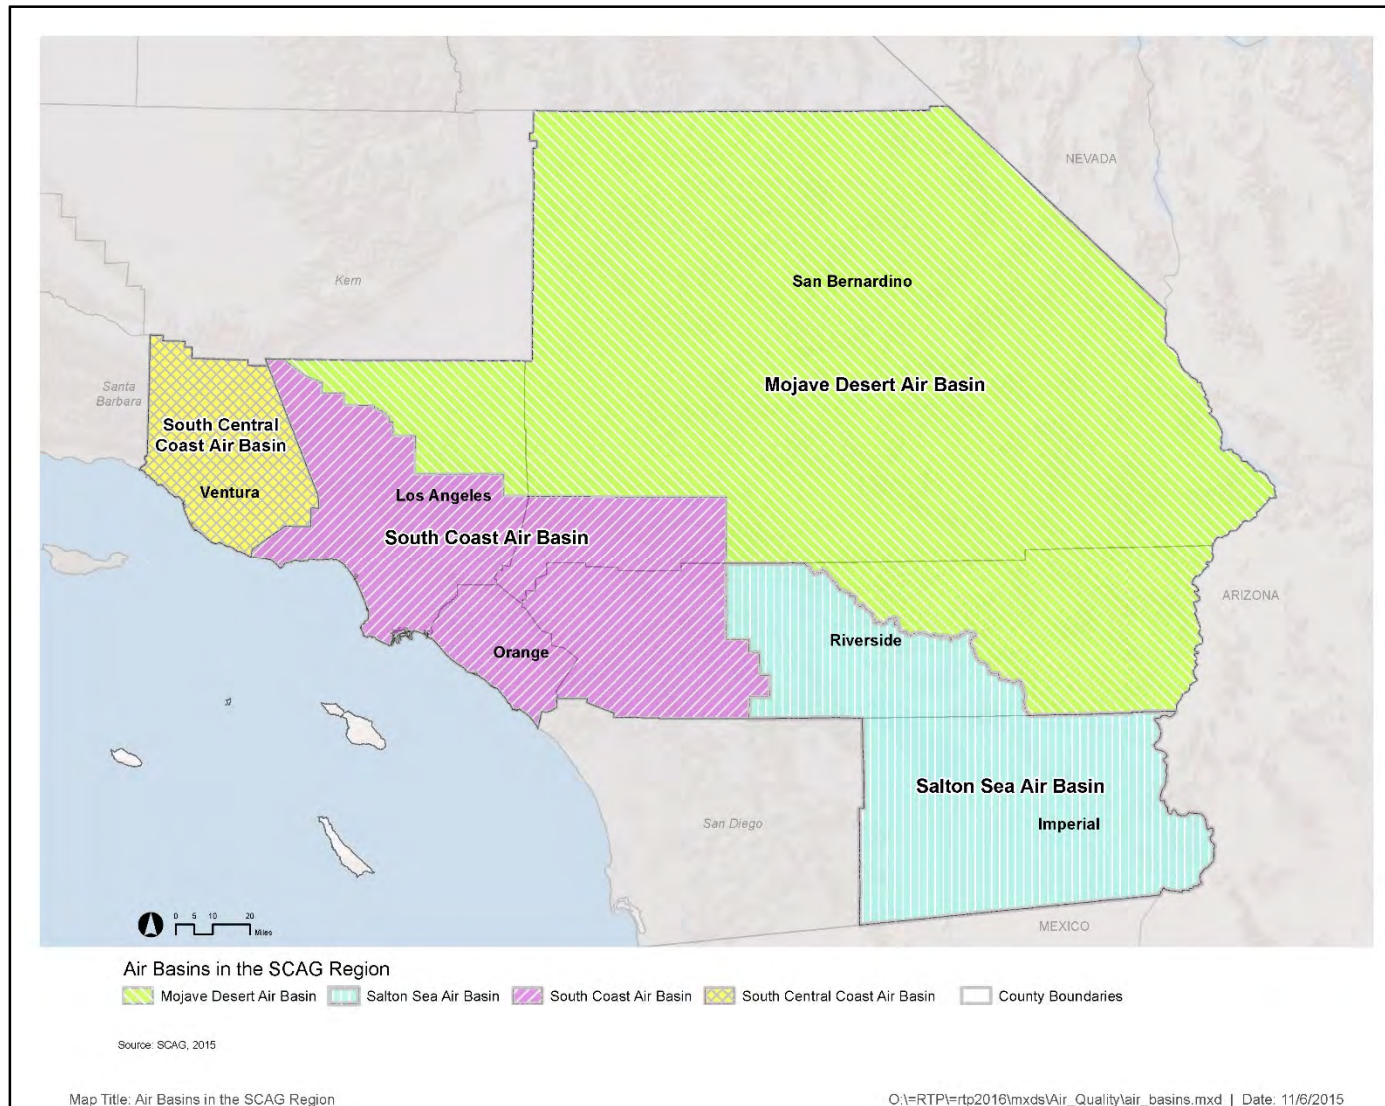 NEVADA
San Bernardino
Kern
Mojave Desert Air Basin
Santa
Barbara
South Central
Coast Air Basin
Ventura
Los Angeles
South Coast Air Basin
ARIZONA
Riverside
Orange
Salton Sea Air Basin
Imperial
San Diego
MEXICO
0 5 10 20
Miles
Air Basins in the SCAG Region
Mojave Desert Air Basin Salton Sea Air Basin South Coast Air Basin South Central Coast Air Basin County Boundaries
Source: SCAG, 2015
Map Title: Air Basins in the SCAG Region O:\=RTP\=rtp2016\mxds\Air_Quality\air_basins.mxd | Date: 11/6/2015